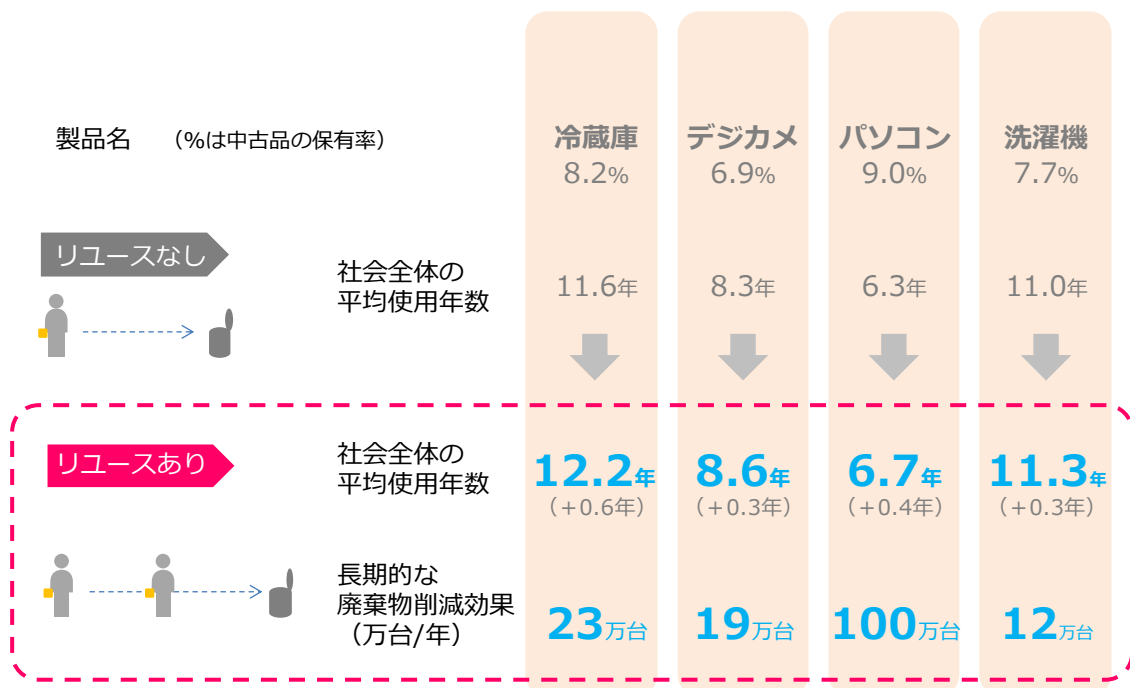 製品名 （%は中古品の保有率）
冷蔵庫 デジカメ パソコン 洗濯機
8.2% 6.9% 9.0% 7.7%
リユースなし
社会全体の
平均使用年数
11.6年 8.3年 6.3年 11.0年
リユースあり
社会全体の
平均使用年数
12.2年 8.6年 6.7年 11.3年
（＋0.6年） （＋0.3年） （＋0.4年） （＋0.3年）
長期的な
廃棄物削減効果
（万台/年）
23万台 19万台 100万台 12万台